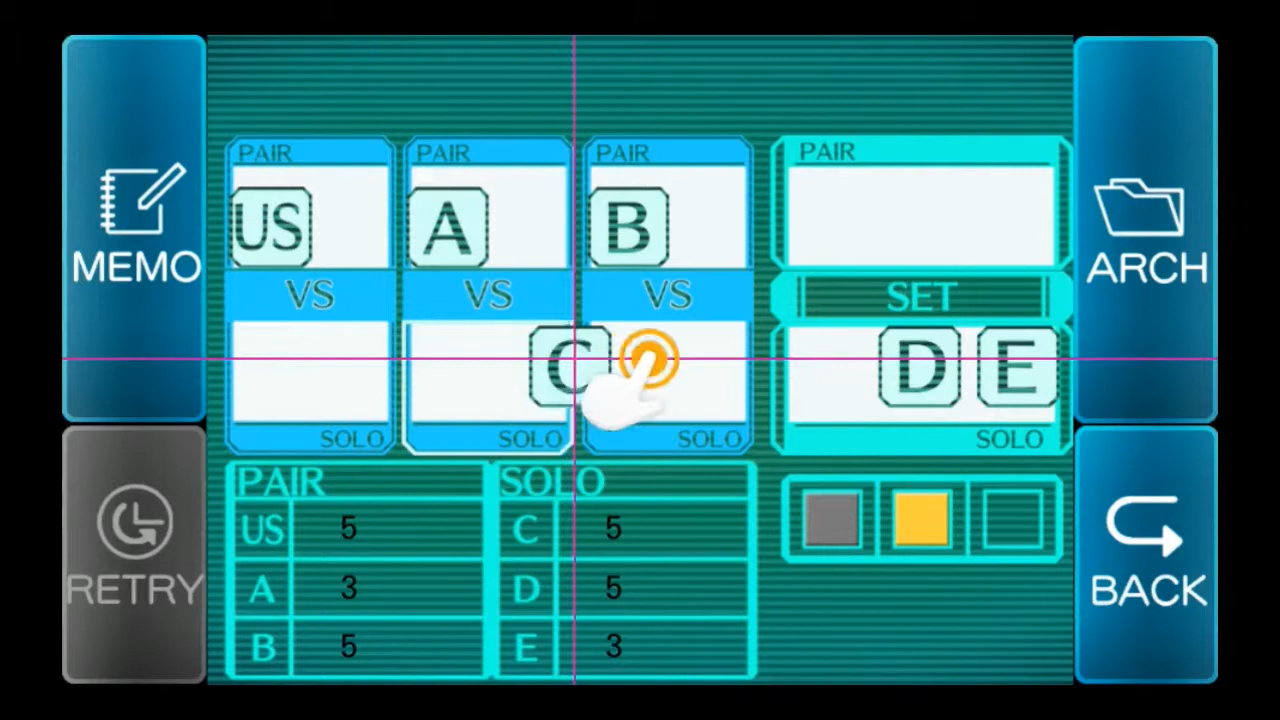 MEMO
RETRY
PAIR
PAIR
PAIR
PAIR
US
A
B
VS
VS
VS
SET
C
D
E
SOLO
SOLO
SOLO
SOLO
PAIR
US 5
A 3
B 5
SOLO
C 5
D 5
E 3
ARCH
BACK